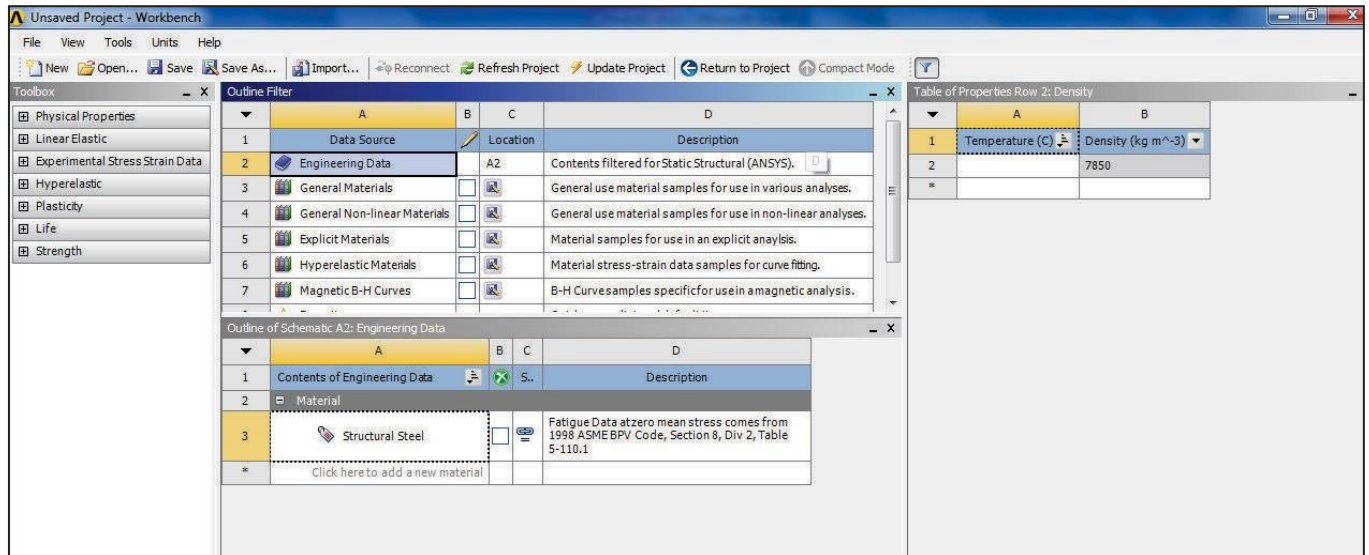 Unsaved Project - Workbench
File View Tools Units Help
New Open... Save Save As... Import... Reconnect Refresh Project Update Project Return to Project Compact Mode
Toolbox
Physical Properties
Linear Elastic
Experimental Stress Strain Data
Hyperelastic
Plasticity
Life
Strength
Outline Filter
A B C D
1 Data Source Location Description
2 Engineering Data A2 Contents filtered for Static Structural (ANSYS). D
3 General Materials General use material samples for use in various analyses.
4 General Non-linear Materials General use material samples for use in non-linear analyses.
5 Explicit Materials Material samples for use in an explicit anaylsis.
6 Hyperelastic Materials Material stress-strain data samples for curve fitting.
7 Magnetic B-H Curves B-H Curve samples specific for use in a magnetic analysis.
Outline of Schematic A2: Engineering Data
A B C D
1 Contents of Engineering Data S.. Description
2 Material
3 Structural Steel Fatigue Data at zero mean stress comes from
1998 ASME BPV Code, Section 8, Div 2, Table
5-110.1
* Click here to add a new material
Table of Properties Row 2: Density
A B
1 Temperature (C) Density (kg m^-3)
2 7850
*